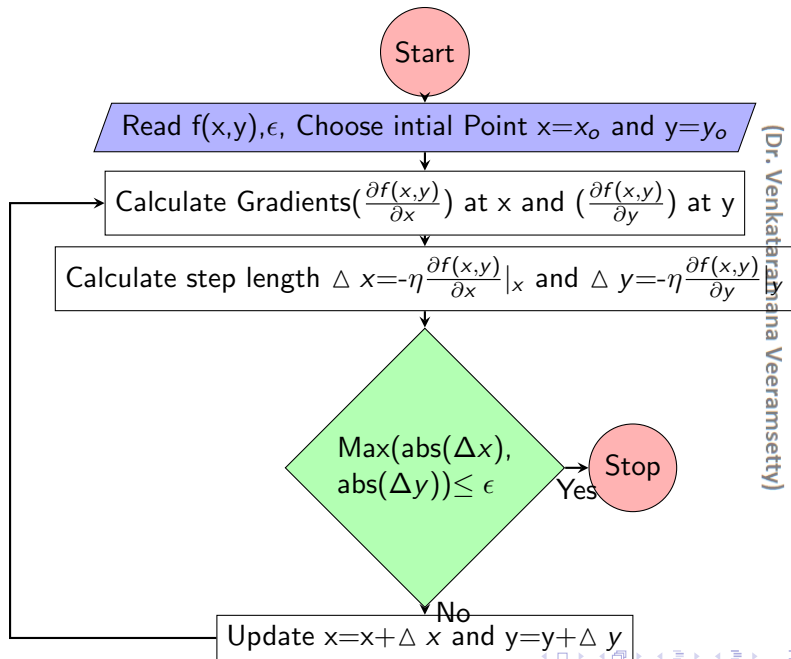 Start
Read f(x,y),ϵ, Choose intial Point x=xₒ and y=yₒ
Calculate Gradients(∂f(x,y)/∂x) at x and (∂f(x,y)/∂y) at y
Calculate step length △ x=-η ∂f(x,y)/∂x|ₓ and △ y=-η ∂f(x,y)/∂y|y
Max(abs(Δx),
abs(Δy))≤ ϵ
Yes
Stop
No
Update x=x+△ x and y=y+△ y
(Dr. Venkataramana Veeramsetty)